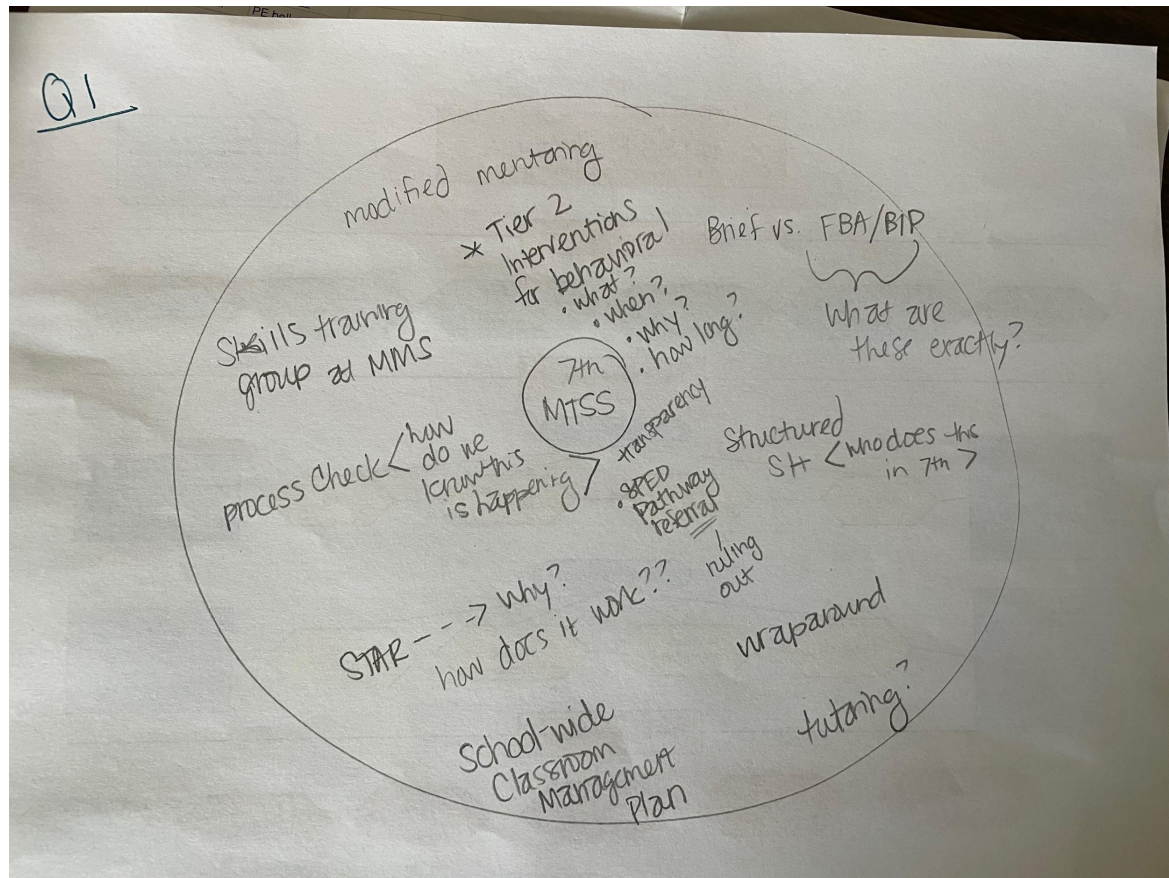 PE ball
Q1
modified mentoring
* Tier 2
Interventions
for behavioral
• what?
• when?
• why?
• how long?
Brief vs. FBA/BIP
What are
these exactly?
Skills training
group at MMS
7th
MTSS
process check < how
do we
know this
is happening
transparency
• SPED
Pathway
referral
ruling
out
Structured
SH < who does this
in 7th >
STAR - - -> Why?
how does it work??
wraparound
tutoring?
School-wide
Classroom
Management
Plan